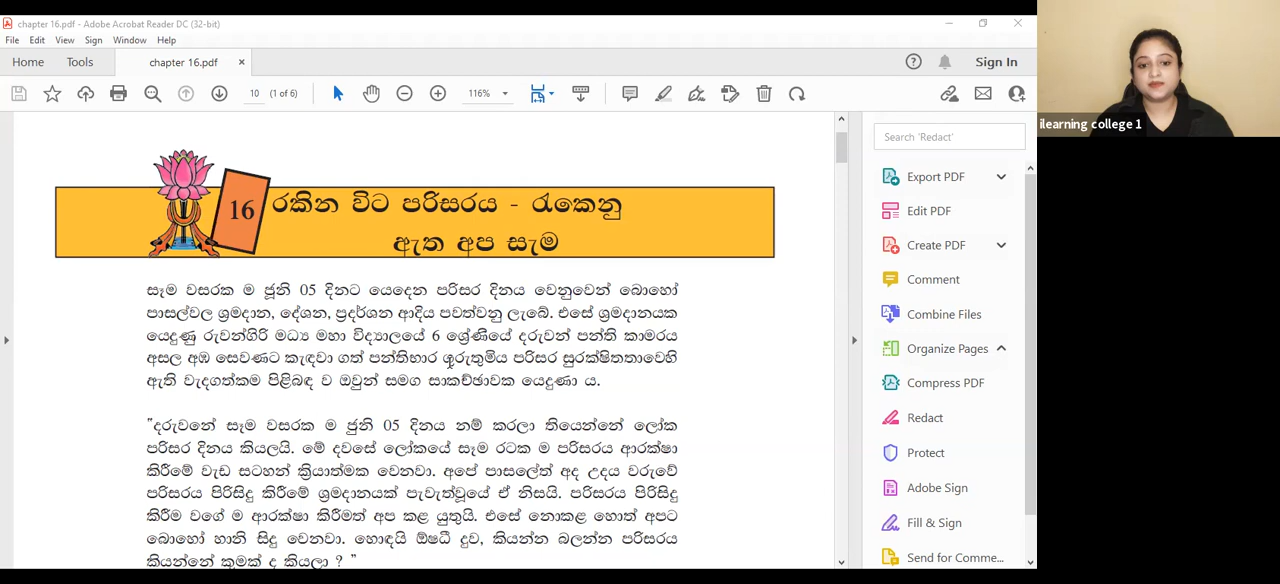 chapter 16.pdf - Adobe Acrobat Reader DC (32-bit)
File Edit View Sign Window Help
Home Tools chapter 16.pdf × Sign In
10 (1 of 6) 116%
ilearning college 1
16 රකින විට පරිසරය - රැකෙනු
ඇත අප සැම
සෑම වසරක ම ජූනි 05 දිනට යෙදෙන පරිසර දිනය වෙනුවෙන් බොහෝ
පාසල්වල ශ්‍රමදාන, දේශන, ප්‍රදර්ශන ආදිය පවත්වනු ලැබේ. එසේ ශ්‍රමදානයක
යෙදුණු රුවන්ගිරි මධ්‍ය මහා විද්‍යාලයේ 6 ශ්‍රේණියේ දරුවන් පන්ති කාමරය
අසල අඹ සෙවණට කැඳවා ගත් පන්තිභාර ගුරුතුමිය පරිසර සුරක්ෂිතතාවෙහි
ඇති වැදගත්කම පිළිබඳ ව ඔවුන් සමග සාකච්ඡාවක යෙදුණා ය.
"දරුවනේ සෑම වසරක ම ජුනි 05 දිනය නම් කරලා තියෙන්නේ ලෝක
පරිසර දිනය කියලයි. මේ දවසේ ලෝකයේ සෑම රටක ම පරිසරය ආරක්ෂා
කිරීමේ වැඩ සටහන් ක්‍රියාත්මක වෙනවා. අපේ පාසලේත් අද උදය වරුවේ
පරිසරය පිරිසිදු කිරීමේ ශ්‍රමදානයක් පැවැත්වූයේ ඒ නිසයි. පරිසරය පිරිසිදු
කිරීම වගේ ම ආරක්ෂා කිරීමත් අප කළ යුතුයි. එසේ නොකළ හොත් අපට
බොහෝ හානි සිදු වෙනවා. හොඳයි ඕෂධී දුව, කියන්න බලන්න පරිසරය
කියන්නේ කුමක් ද කියලා ? "
Search 'Redact'
Export PDF
Edit PDF
Create PDF
Comment
Combine Files
Organize Pages
Compress PDF
Redact
Protect
Adobe Sign
Fill & Sign
Send for Comme...